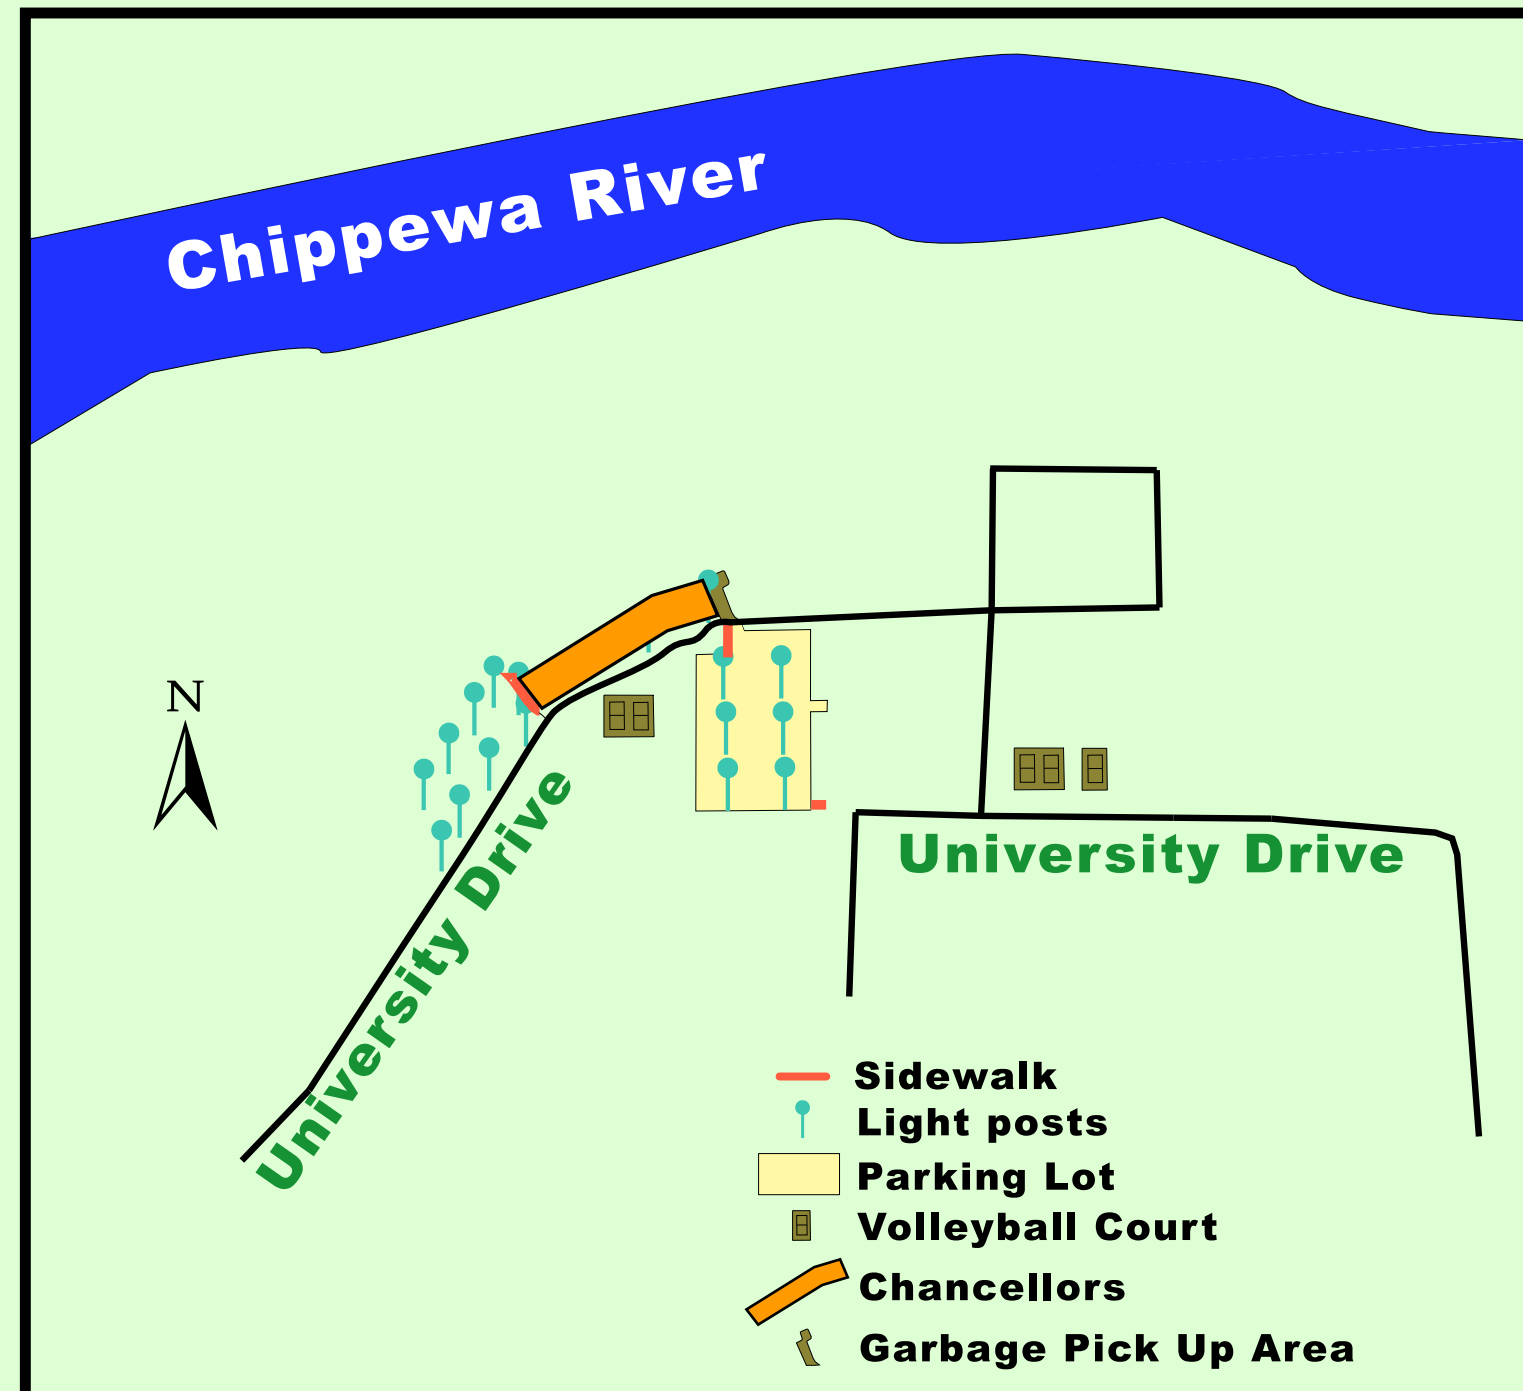 Chippewa River
N
University Drive
University Drive
Sidewalk
Light posts
Parking Lot
Volleyball Court
Chancellors
Garbage Pick Up Area